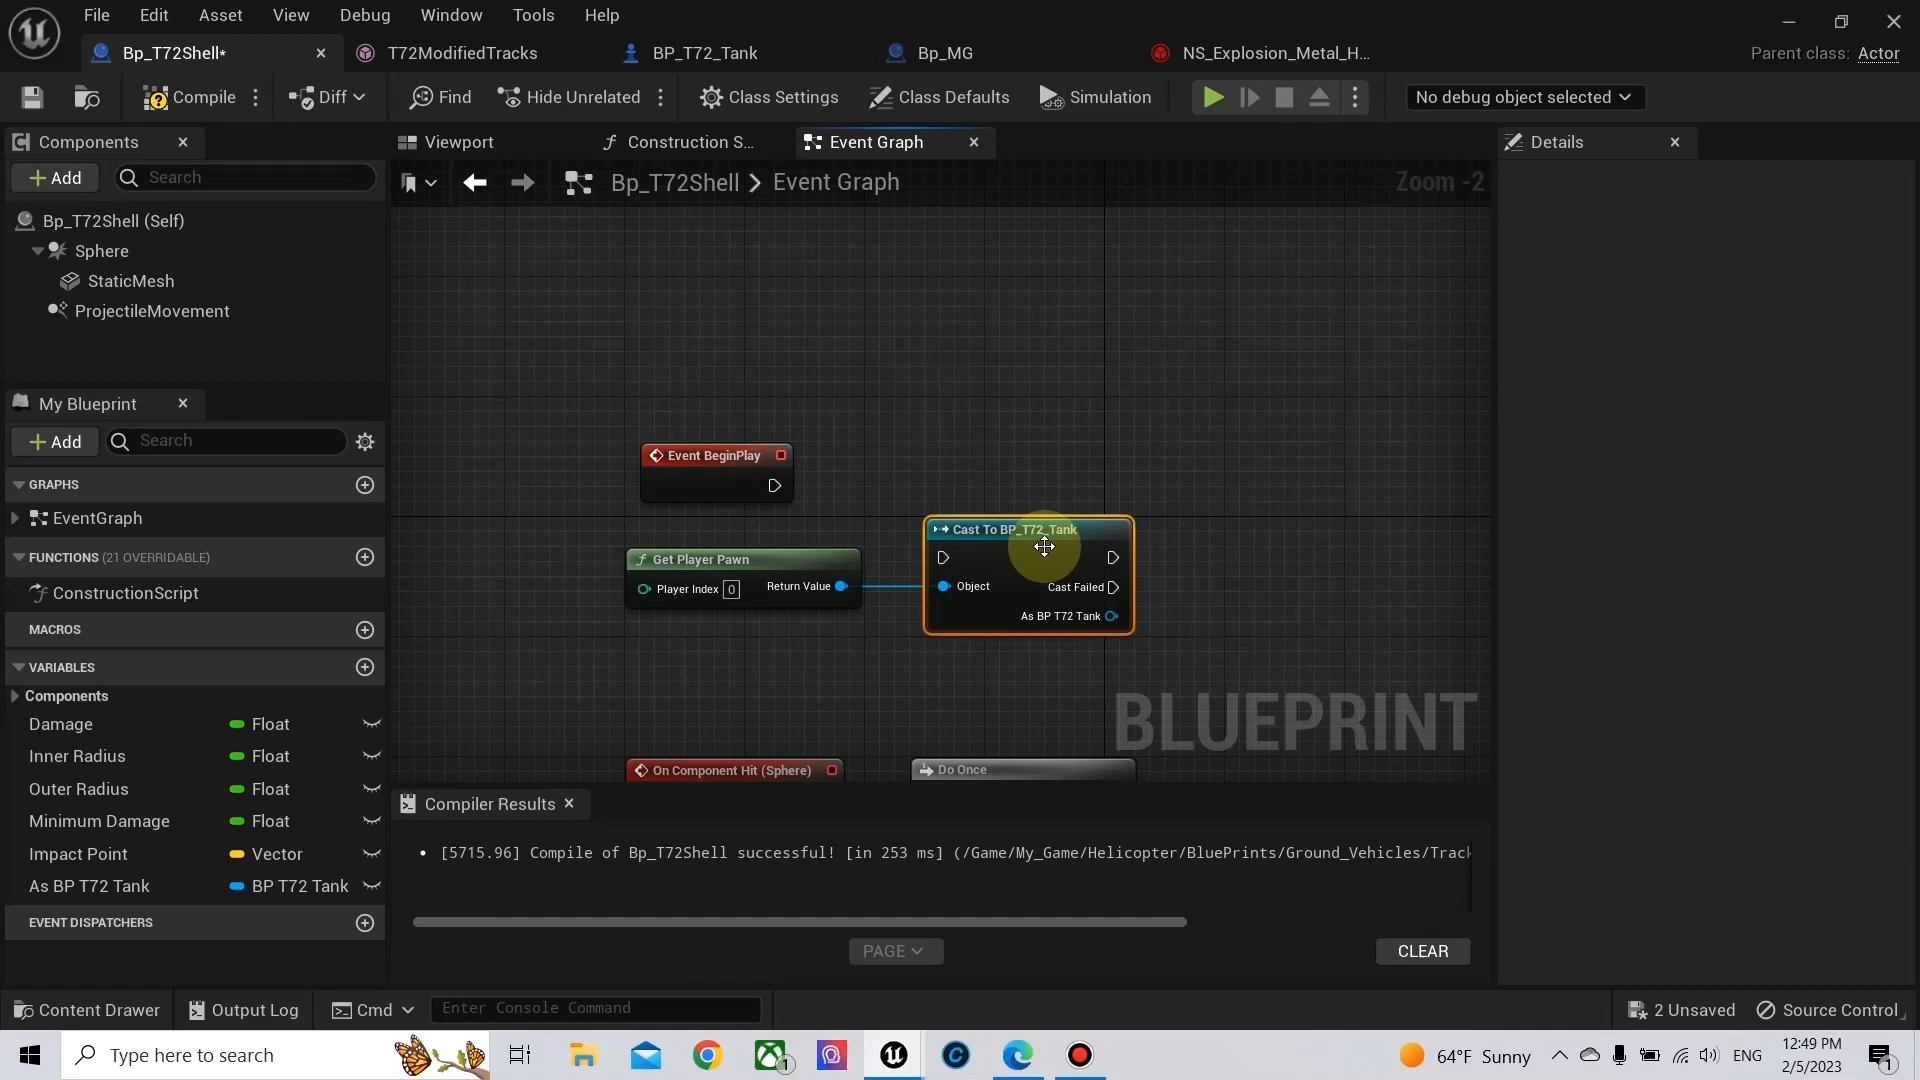 File Edit Asset View Debug Window Tools Help
Bp_T72Shell* T72ModifiedTracks BP_T72_Tank Bp_MG NS_Explosion_Metal_H... Parent class: Actor
Compile Diff Find Hide Unrelated Class Settings Class Defaults Simulation No debug object selected
Components Viewport Construction S... Event Graph Details
Add Search
Bp_T72Shell Event Graph Zoom -2
Bp_T72Shell (Self)
Sphere
StaticMesh
ProjectileMovement
My Blueprint
Add Search
GRAPHS
EventGraph
FUNCTIONS (21 OVERRIDABLE)
ConstructionScript
MACROS
VARIABLES
Components
Damage Float
Inner Radius Float
Outer Radius Float
Minimum Damage Float
Impact Point Vector
As BP T72 Tank BP T72 Tank
EVENT DISPATCHERS
Event BeginPlay
Get Player Pawn
Player Index 0 Return Value
Cast To BP_T72_Tank
Object Cast Failed
As BP T72 Tank
BLUEPRINT
On Component Hit (Sphere) Do Once
Compiler Results
• [5715.96] Compile of Bp_T72Shell successful! [in 253 ms] (/Game/My_Game/Helicopter/BluePrints/Ground_Vehicles/Track
PAGE CLEAR
Content Drawer Output Log Cmd Enter Console Command 2 Unsaved Source Control
Type here to search 1 64°F Sunny ENG 12:49 PM 1
2/5/2023